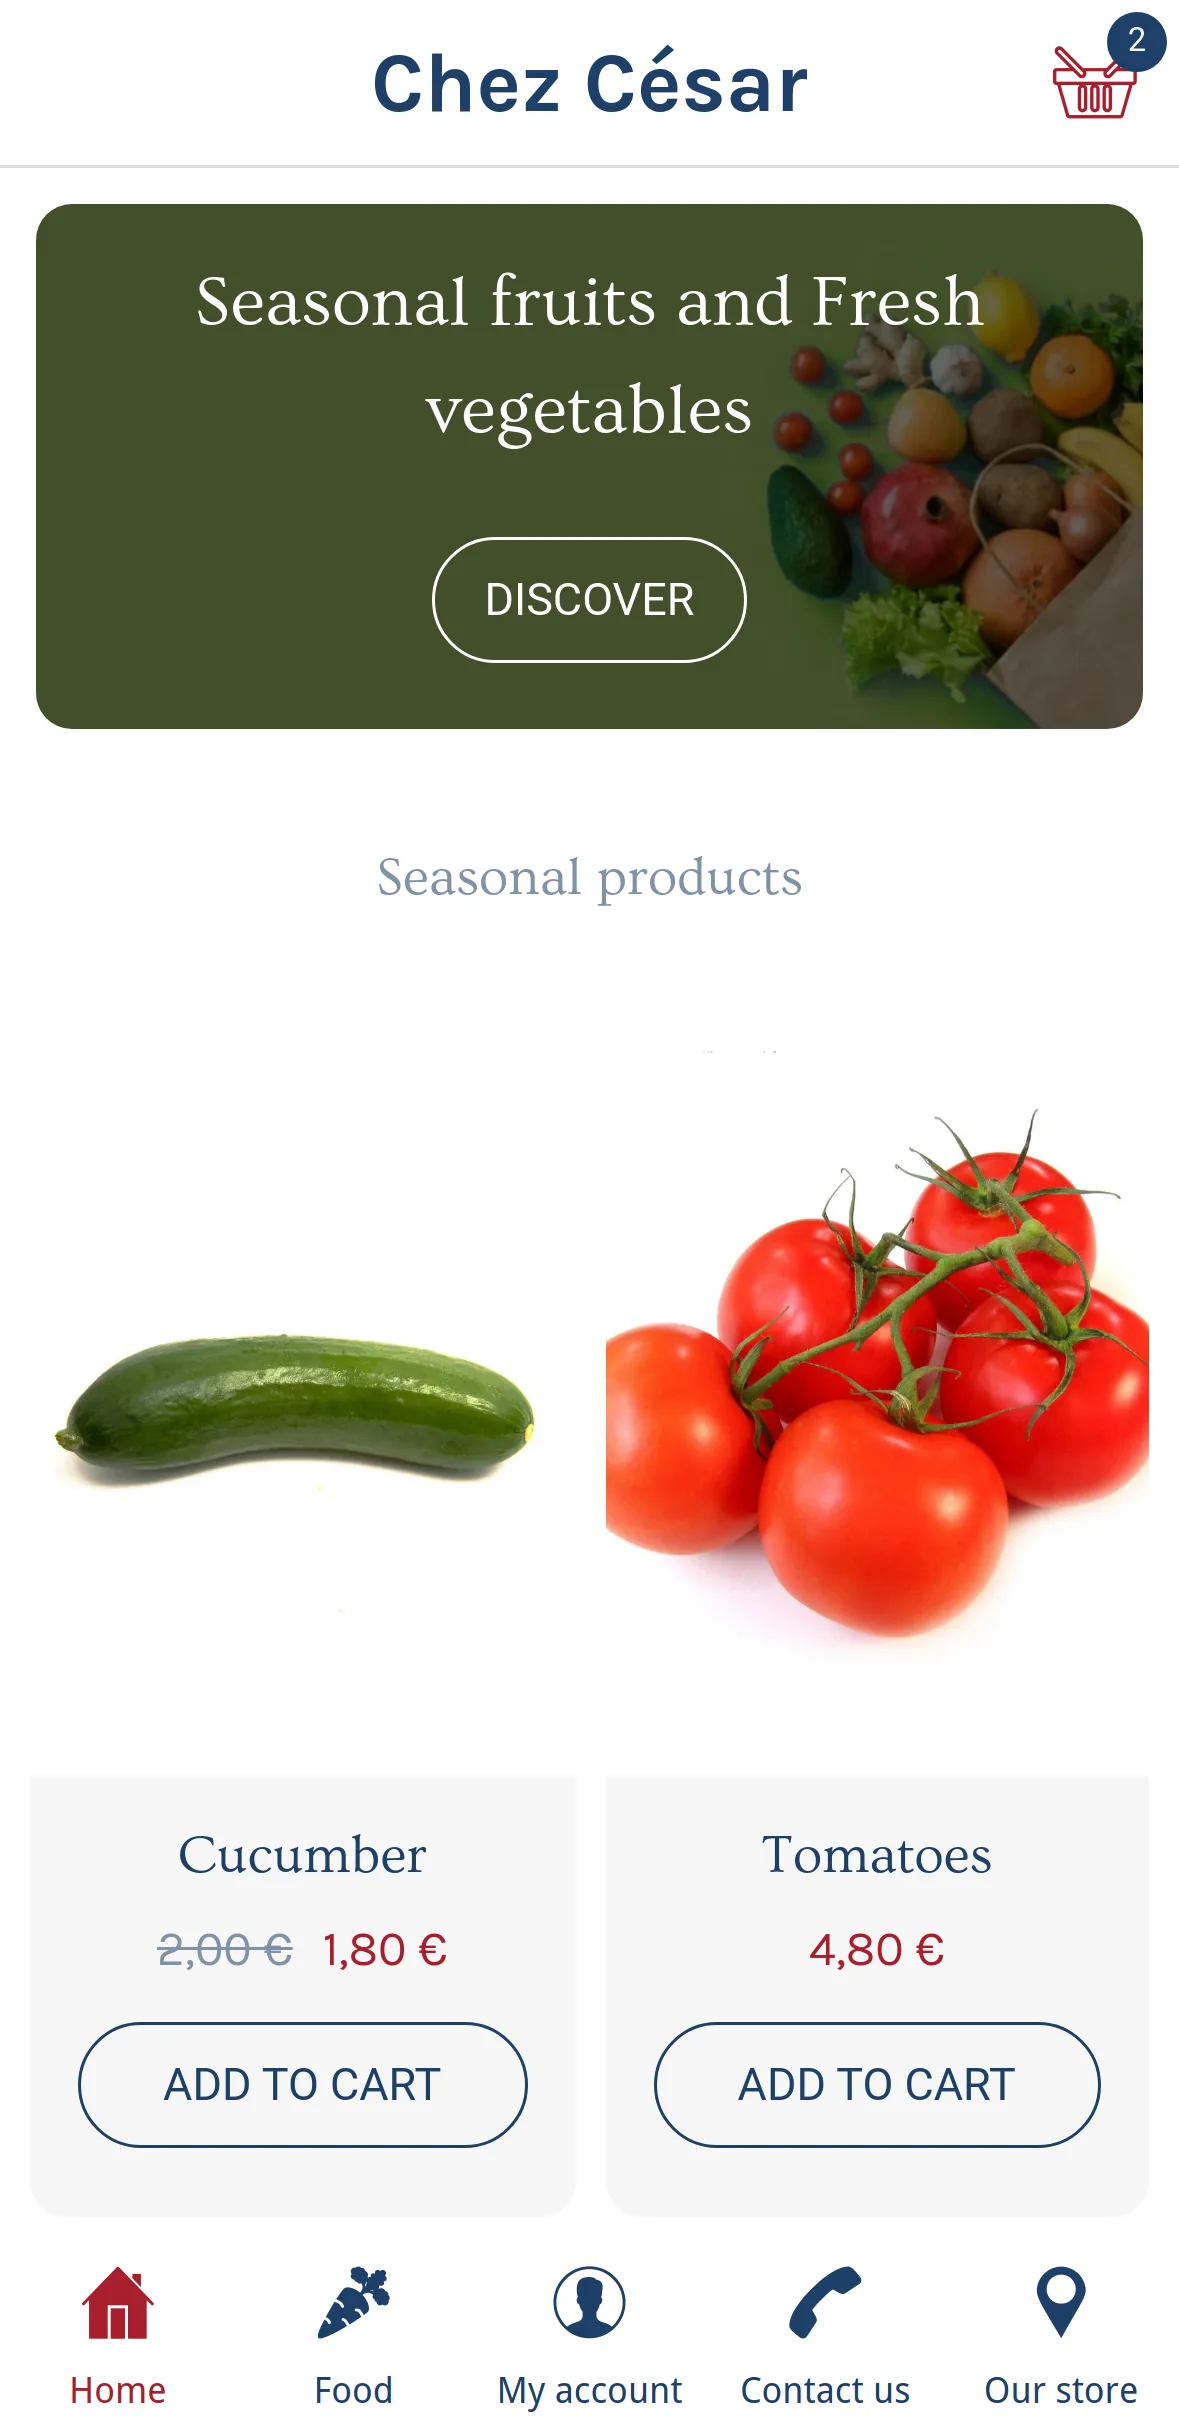 Chez César
2
Seasonal fruits and Fresh
vegetables
DISCOVER
Seasonal products
Cucumber
2,00 € 1,80 €
ADD TO CART
Tomatoes
4,80 €
ADD TO CART
Home
Food
My account
Contact us
Our store